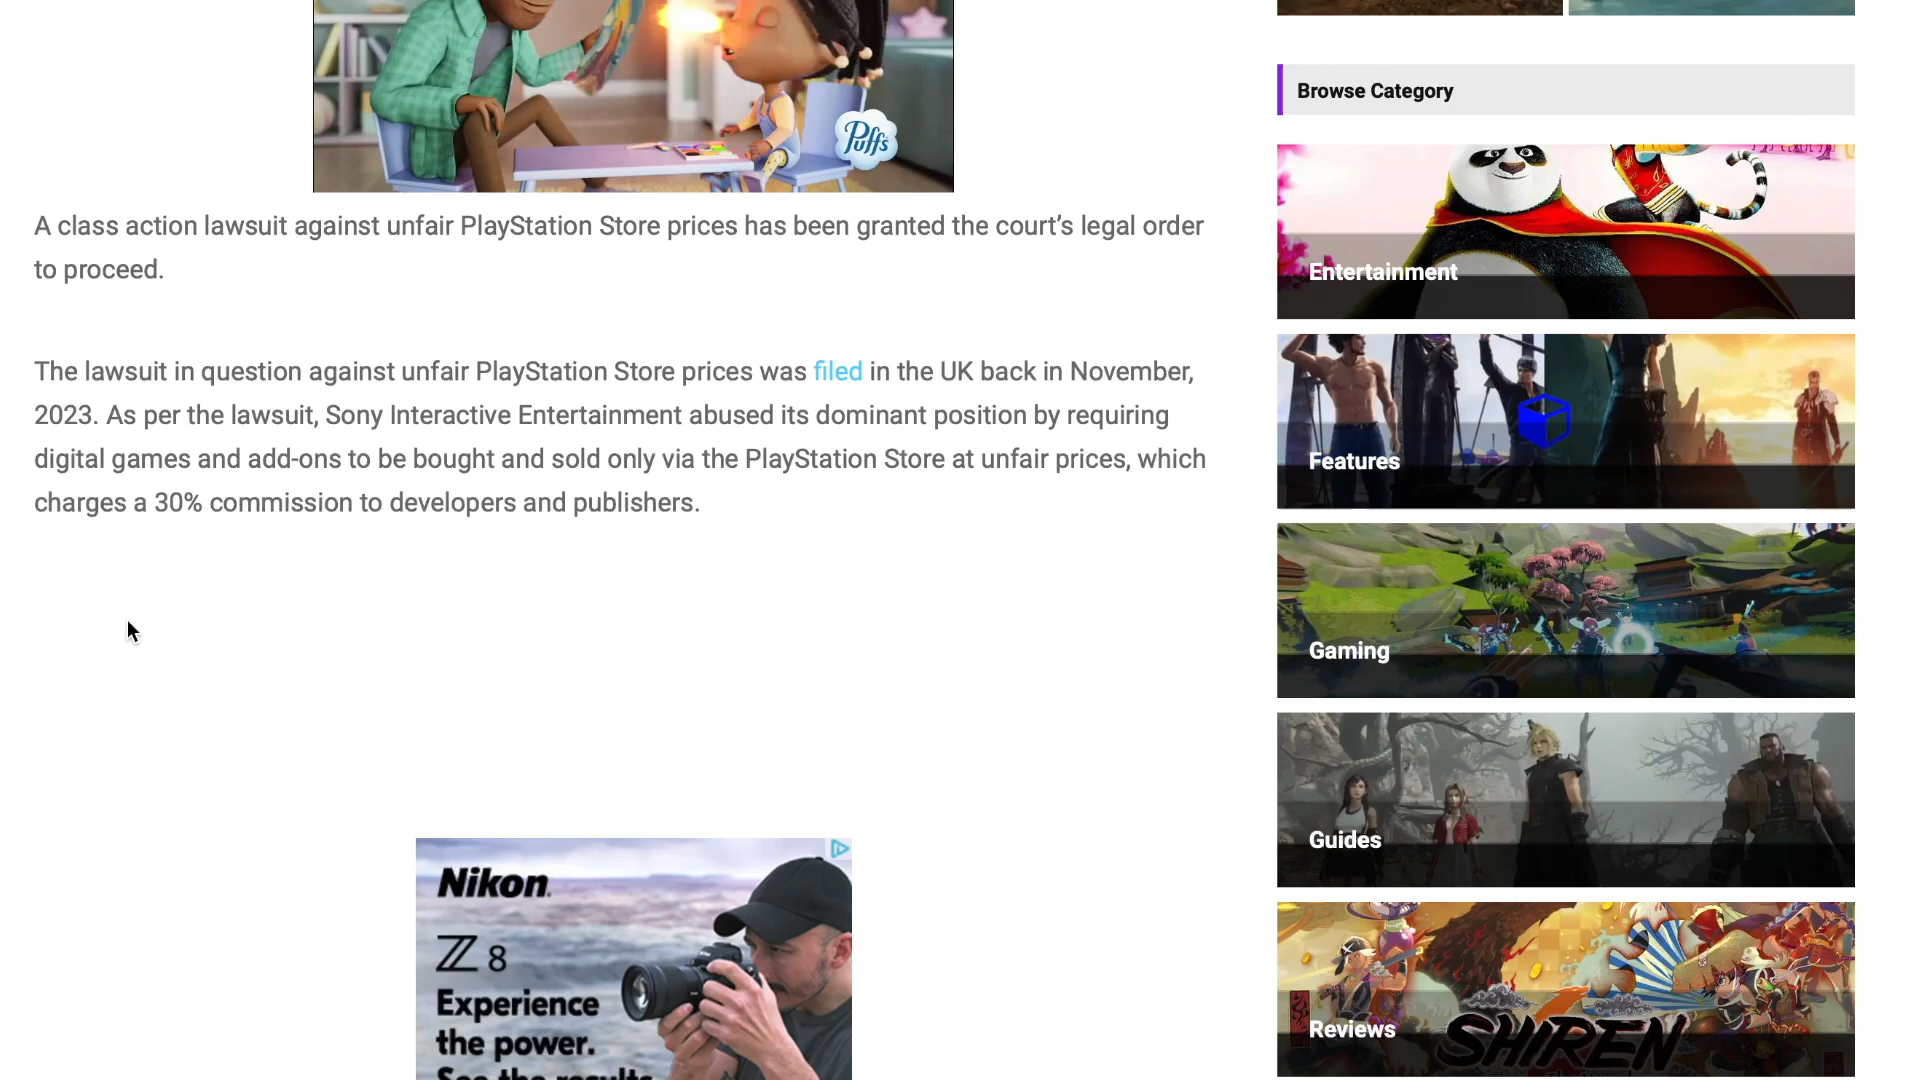 Puffs
A class action lawsuit against unfair PlayStation Store prices has been granted the court’s legal order
to proceed.
The lawsuit in question against unfair PlayStation Store prices was filed in the UK back in November,
2023. As per the lawsuit, Sony Interactive Entertainment abused its dominant position by requiring
digital games and add-ons to be bought and sold only via the PlayStation Store at unfair prices, which
charges a 30% commission to developers and publishers.
Nikon
Z 8
Experience
the power.
See the results
Browse Category
Entertainment
Features
Gaming
Guides
Reviews
SHIREN